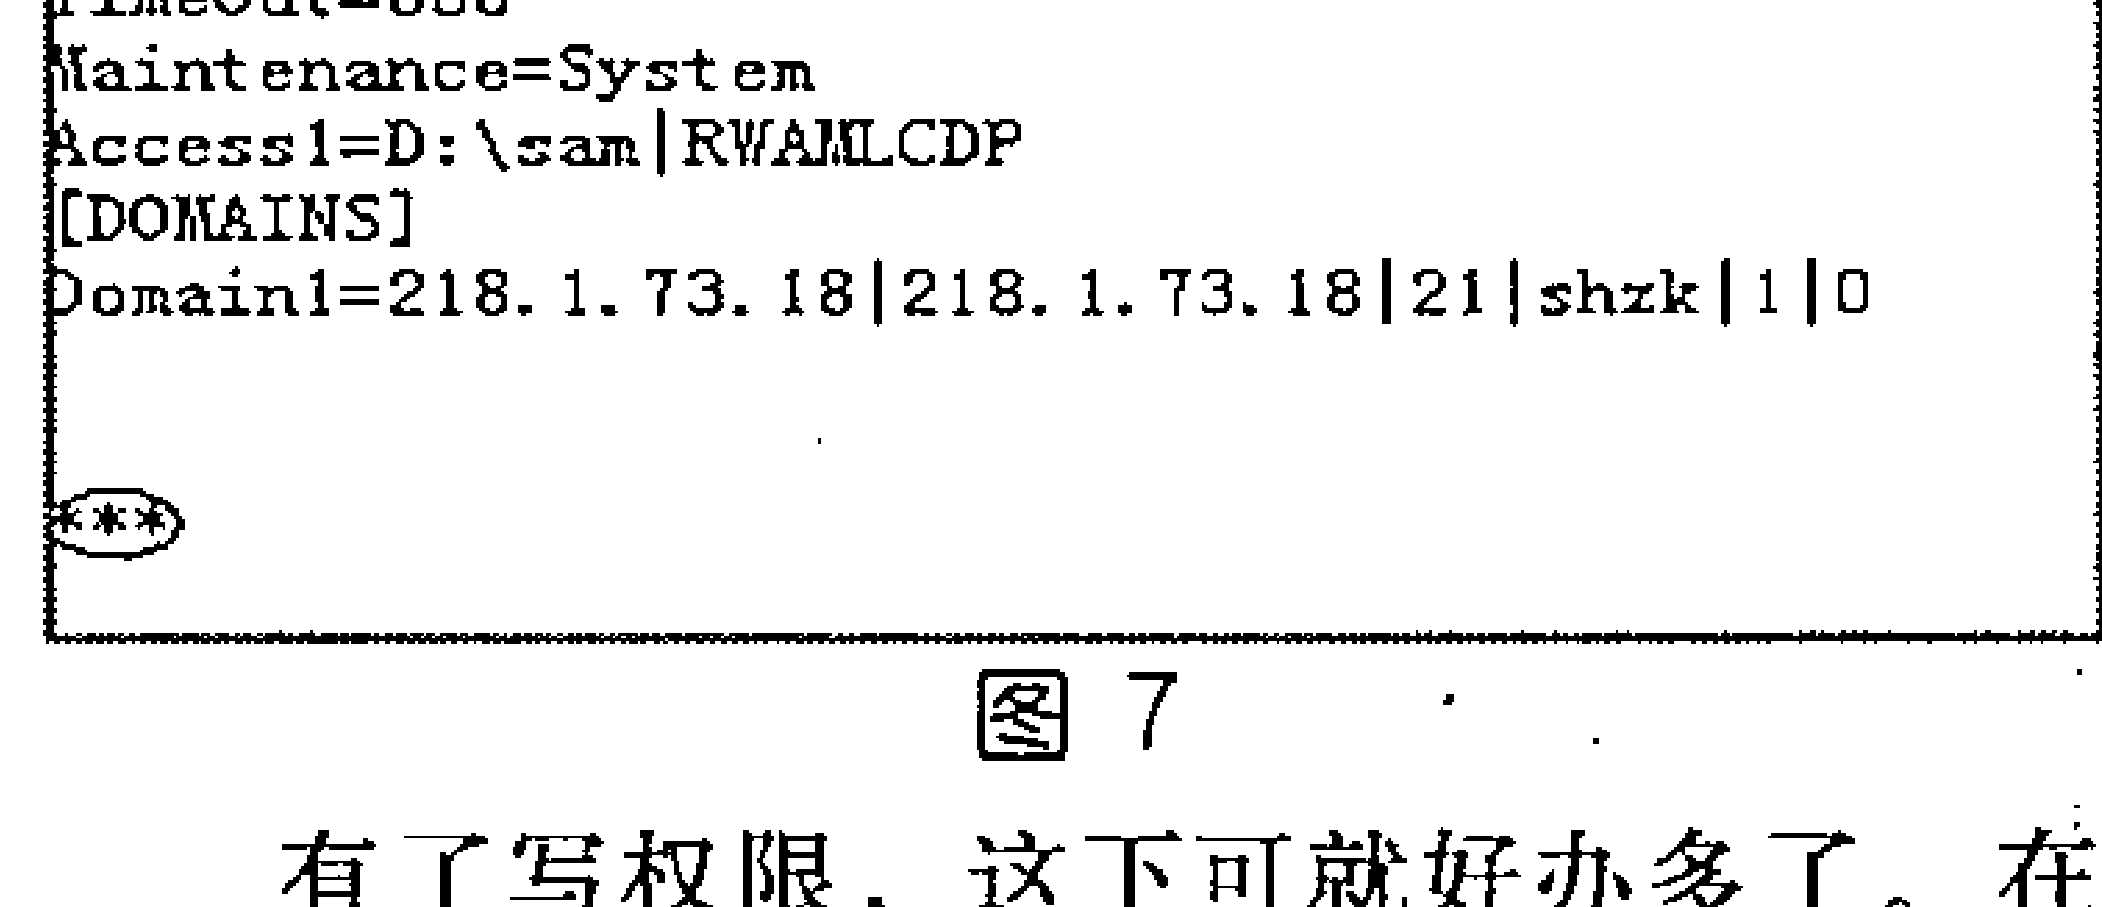 Maintenance=System
Access1=D:\sam|RWAMLCDP
[DOMAINS]
Domain1=218.1.73.18|218.1.73.18|21|shzk|1|0
***
图 7
有了写权限，这下可就好办多了。在